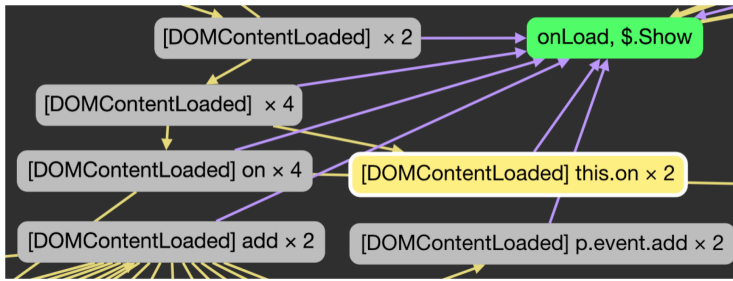 [DOMContentLoaded] × 2
onLoad, $.Show
[DOMContentLoaded] × 4
[DOMContentLoaded] on × 4
[DOMContentLoaded] this.on × 2
[DOMContentLoaded] add × 2
[DOMContentLoaded] p.event.add × 2